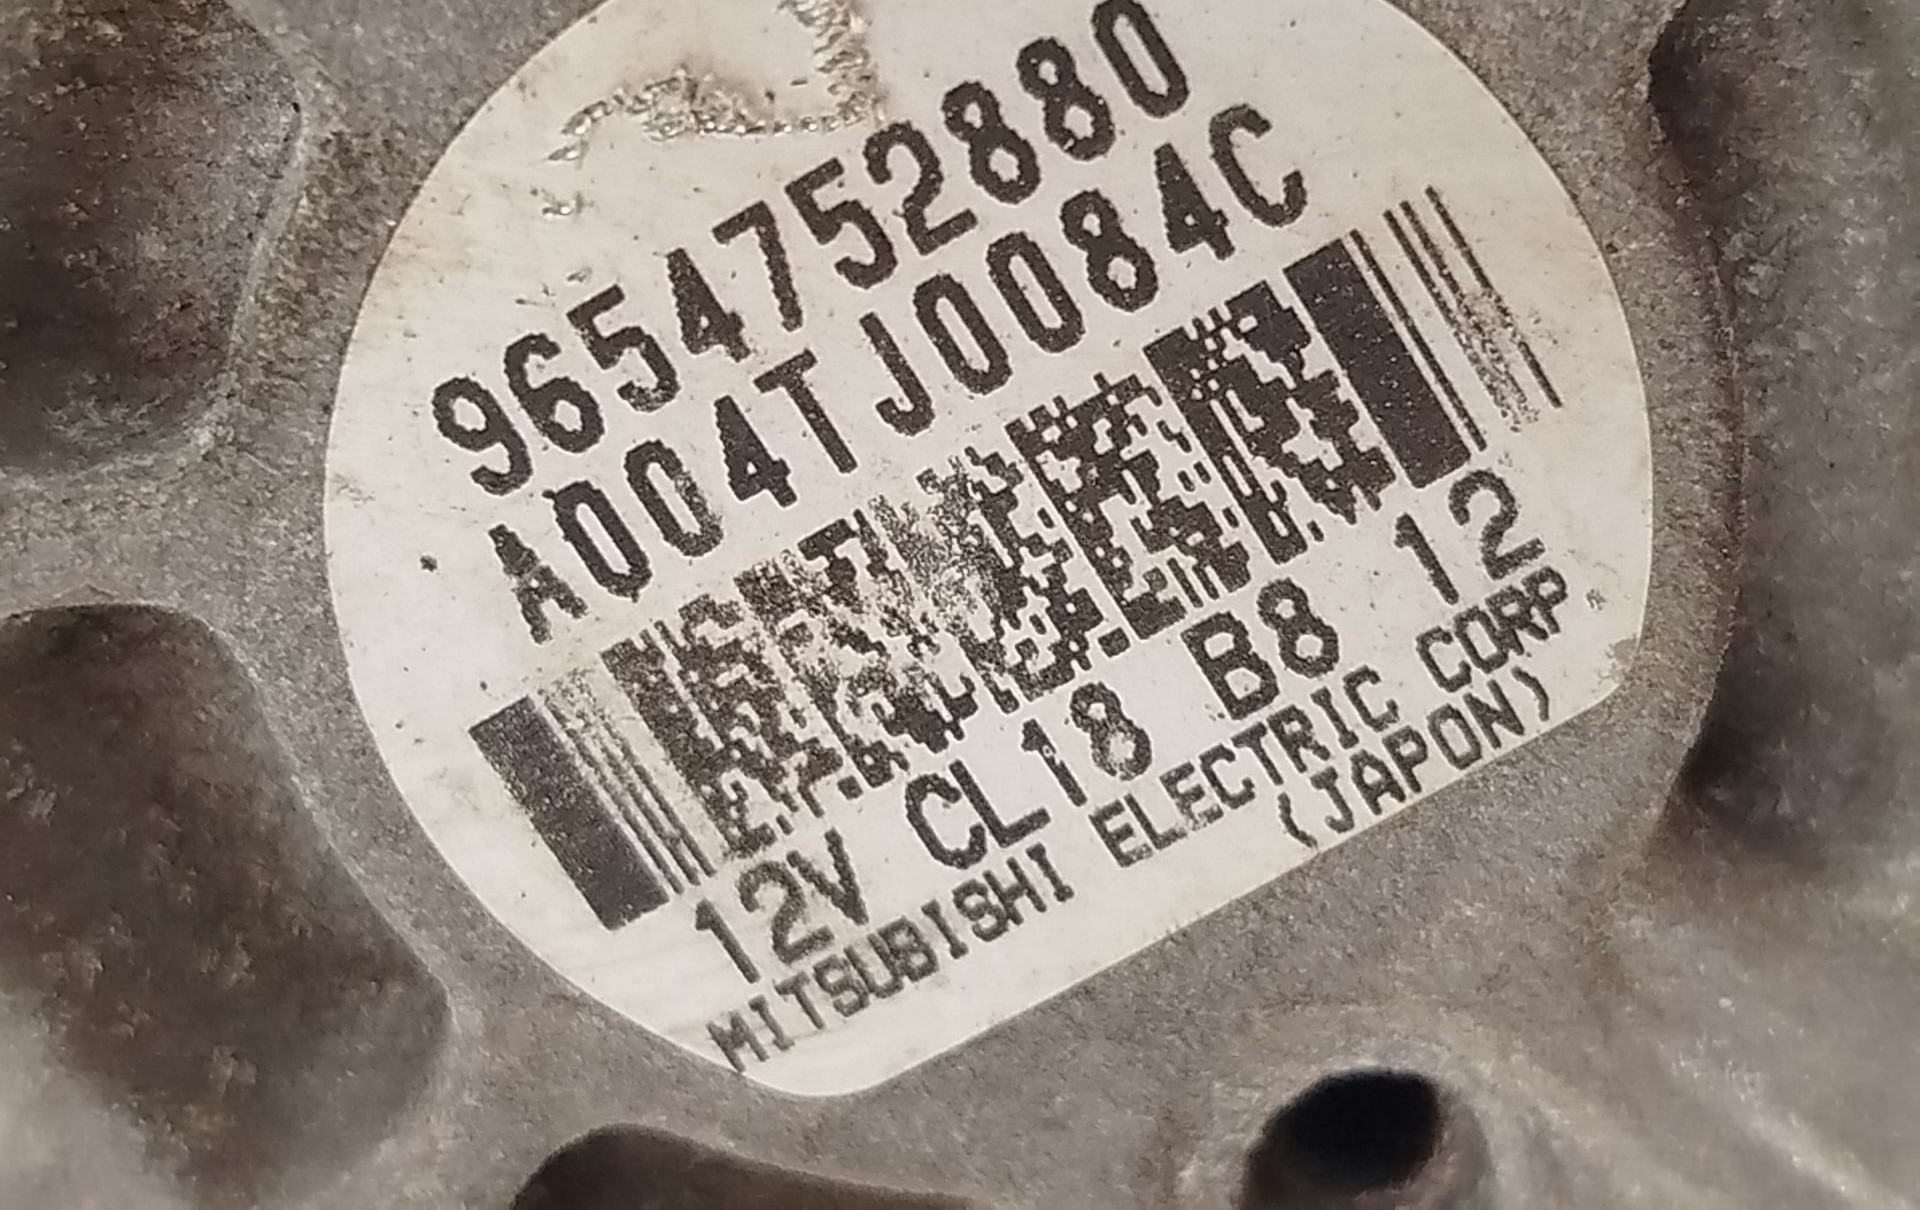 9654752880
A004TJ0084C
12V CL18 B8 12
MITSUBISHI ELECTRIC CORP.
(JAPON)